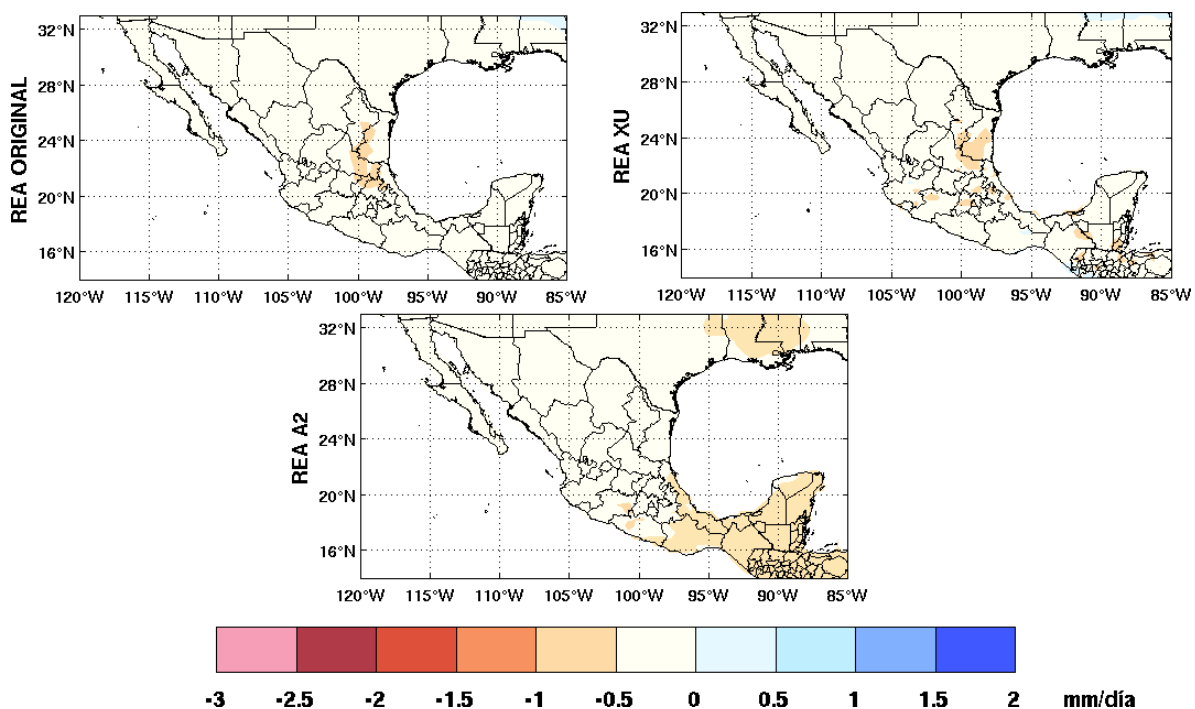 REA ORIGINAL
32°N
28°N
24°N
20°N
16°N
120°W 115°W 110°W 105°W 100°W 95°W 90°W 85°W
REA XU
32°N
28°N
24°N
20°N
16°N
120°W 115°W 110°W 105°W 100°W 95°W 90°W 85°W
REA A2
32°N
28°N
24°N
20°N
16°N
120°W 115°W 110°W 105°W 100°W 95°W 90°W 85°W
-3 -2.5 -2 -1.5 -1 -0.5 0 0.5 1 1.5 2 mm/día